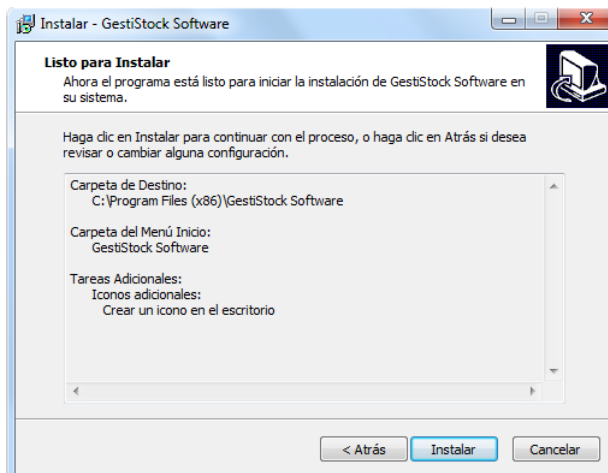 Instalar - GestiStock Software
Listo para Instalar
Ahora el programa está listo para iniciar la instalación de GestiStock Software en
su sistema.
Haga clic en Instalar para continuar con el proceso, o haga clic en Atrás si desea
revisar o cambiar alguna configuración.
Carpeta de Destino:
C:\Program Files (x86)\GestiStock Software
Carpeta del Menú Inicio:
GestiStock Software
Tareas Adicionales:
Iconos adicionales:
Crear un icono en el escritorio
< Atrás
Instalar
Cancelar